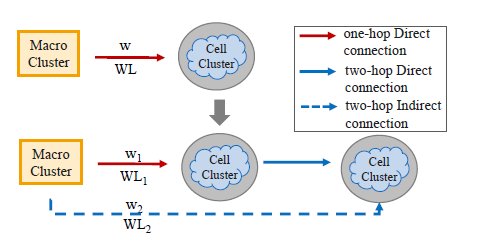 Macro
Cluster
w
WL
Cell
Cluster
one-hop Direct
connection
two-hop Direct
connection
two-hop Indirect
connection
Macro
Cluster
w1
WL1
Cell
Cluster
Cell
Cluster
w2
WL2